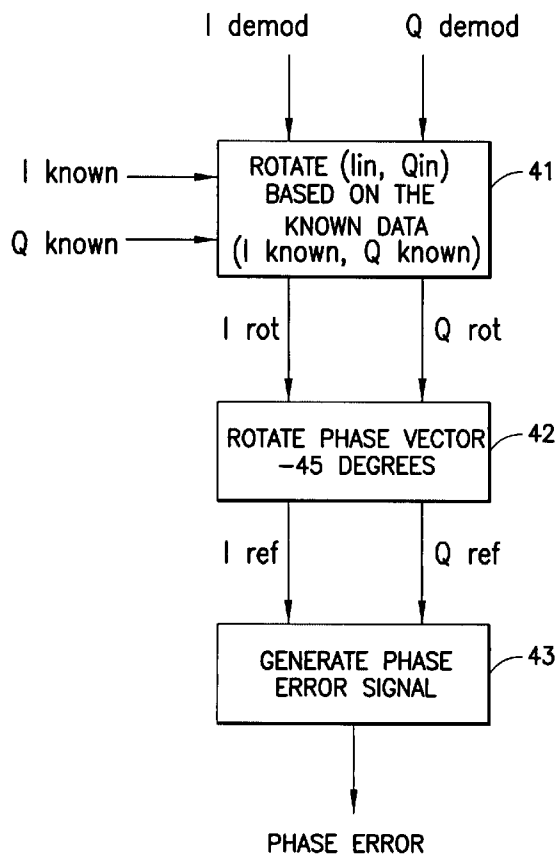 I demod Q demod
I known
Q known
ROTATE (Iin, Qin)
BASED ON THE
KNOWN DATA
(I known, Q known)
41
I rot Q rot
ROTATE PHASE VECTOR
-45 DEGREES
42
I ref Q ref
GENERATE PHASE
ERROR SIGNAL
43
PHASE ERROR